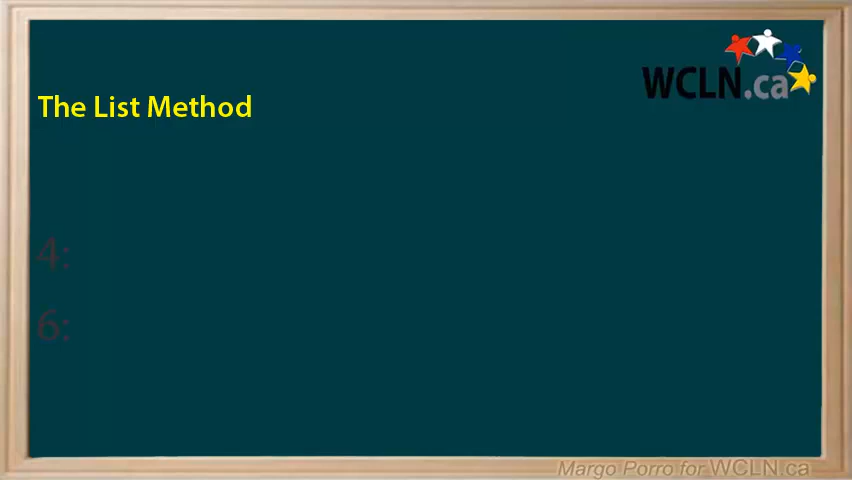 WCLN.ca
The List Method
4:
6:
Margo Porro for WCLN.ca